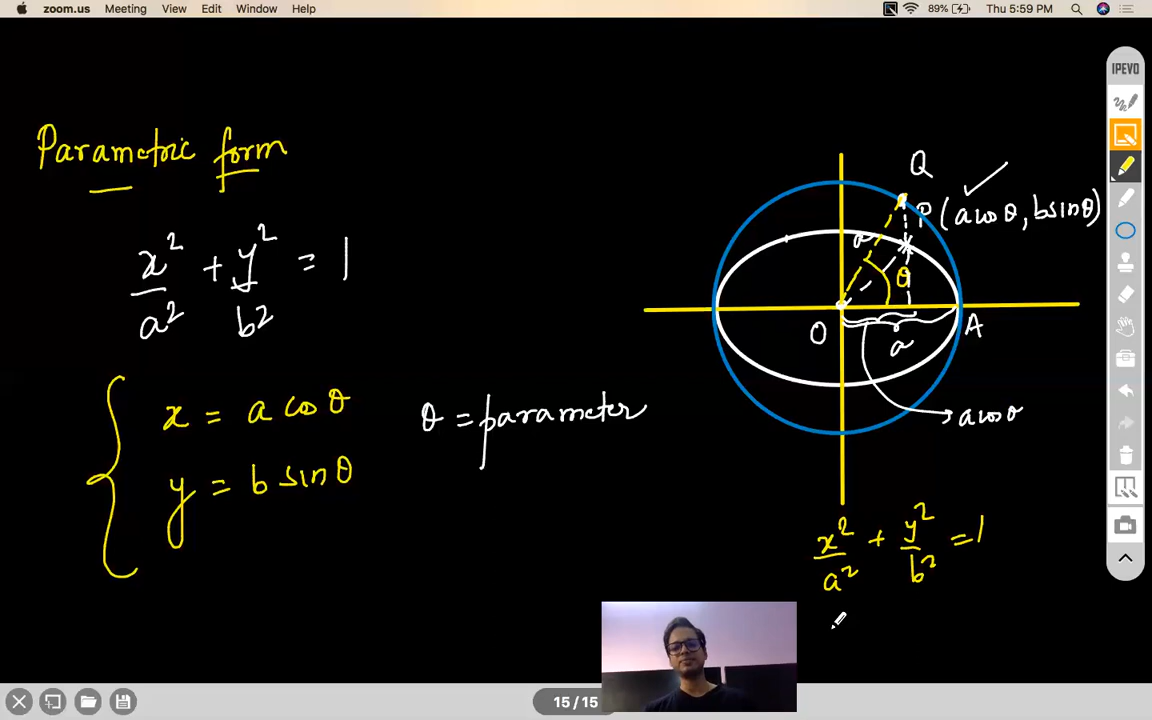 zoom.us Meeting View Edit Window Help
89% Thu 5:59 PM
IPEVO
Parametric form
x²/a² + y²/b² = 1
x = a cos θ
y = b sin θ
θ = parameter
Q
P (a cos θ, b sin θ)
a
θ
O
A
a
a cos θ
x²/a² + y²/b² = 1
15 / 15